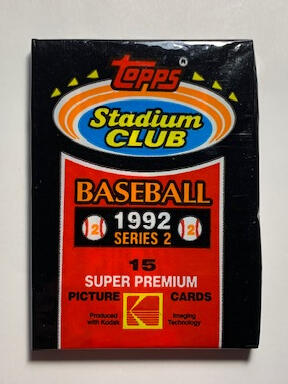 Topps ®
Stadium
CLUB
BASEBALL
2 1992 2
SERIES 2
15
SUPER PREMIUM
PICTURE CARDS
Produced Imaging
with Kodak Technology